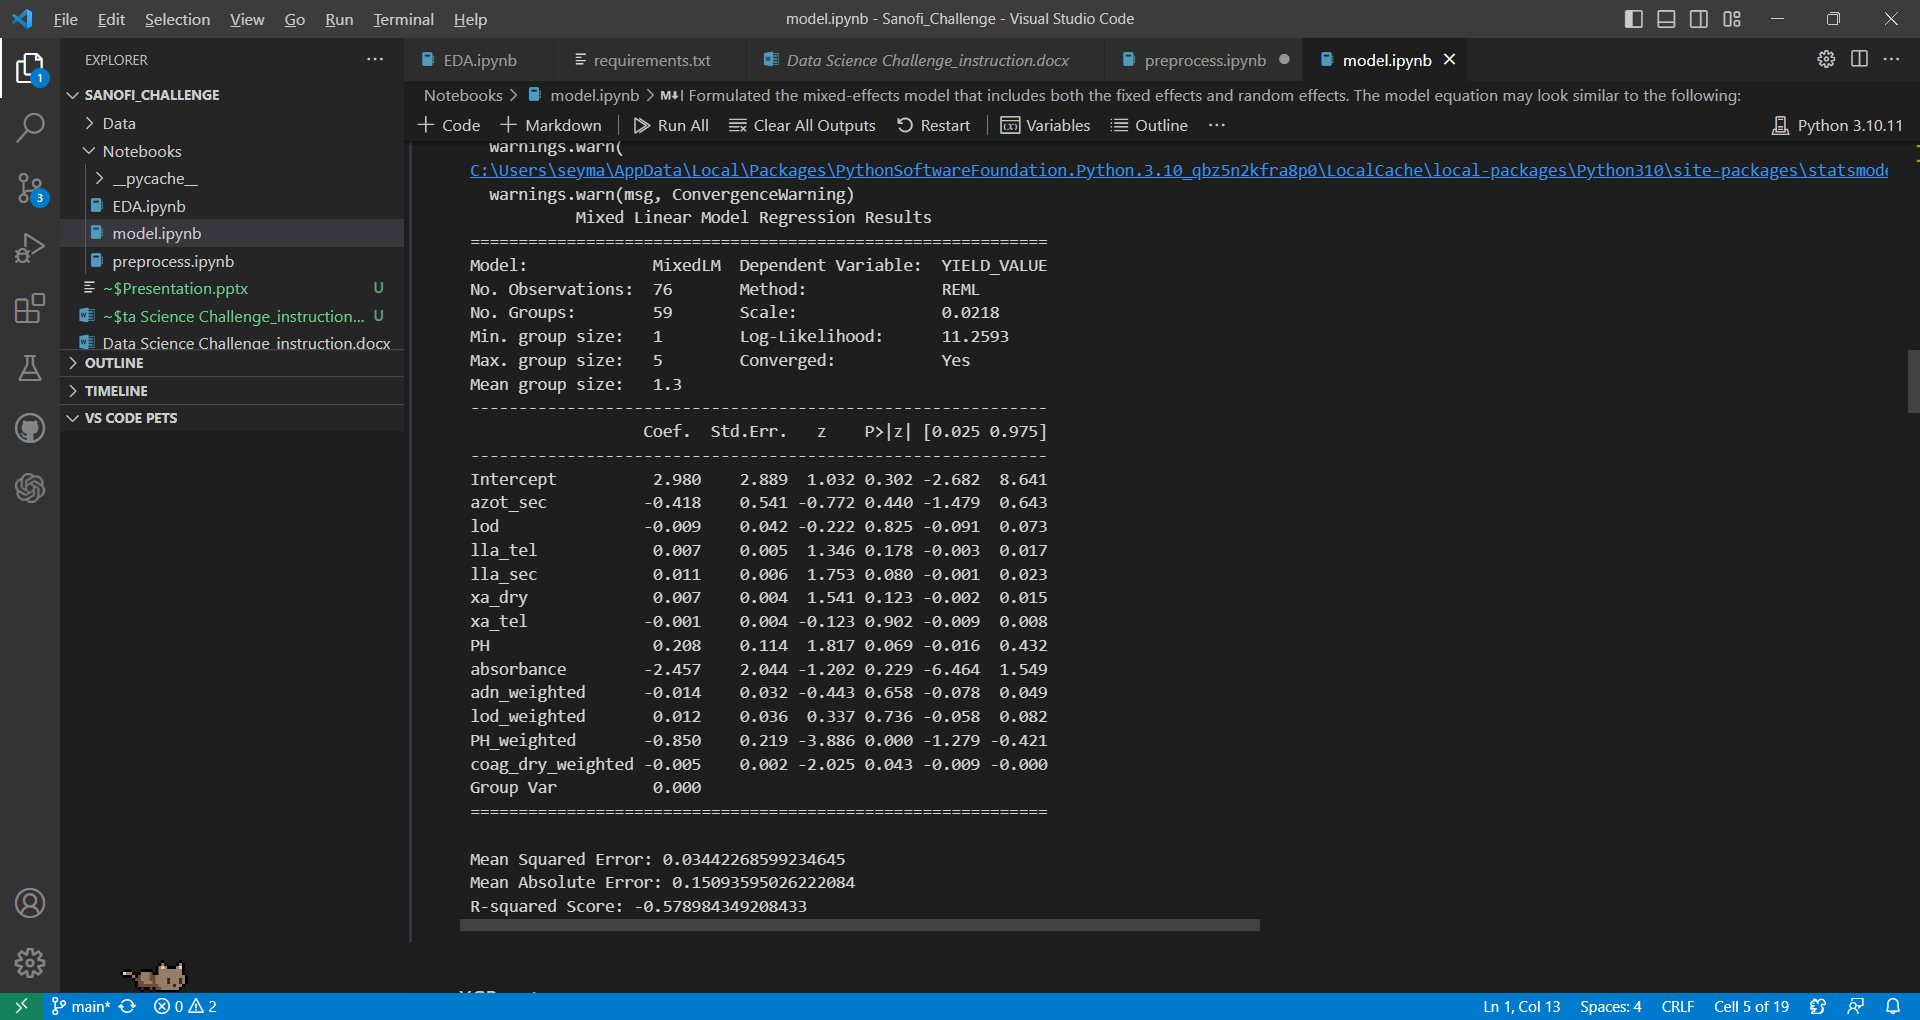 File Edit Selection View Go Run Terminal Help
model.ipynb - Sanofi_Challenge - Visual Studio Code
EXPLORER
SANOFI_CHALLENGE
Data
Notebooks
__pycache__
EDA.ipynb
model.ipynb
preprocess.ipynb
~$Presentation.pptx U
~$ta Science Challenge_instruction... U
Data Science Challenge_instruction.docx
OUTLINE
TIMELINE
VS CODE PETS
1
3
EDA.ipynb requirements.txt Data Science Challenge_instruction.docx preprocess.ipynb model.ipynb
Notebooks > model.ipynb > M↓I Formulated the mixed-effects model that includes both the fixed effects and random effects. The model equation may look similar to the following:
+ Code + Markdown Run All Clear All Outputs Restart Variables Outline ... Python 3.10.11
warnings.warn(
C:\Users\seyma\AppData\Local\Packages\PythonSoftwareFoundation.Python.3.10_qbz5n2kfra8p0\LocalCache\local-packages\Python310\site-packages\statsmode
warnings.warn(msg, ConvergenceWarning)
Mixed Linear Model Regression Results
============================================================
Model: MixedLM Dependent Variable: YIELD_VALUE
No. Observations: 76 Method: REML
No. Groups: 59 Scale: 0.0218
Min. group size: 1 Log-Likelihood: 11.2593
Max. group size: 5 Converged: Yes
Mean group size: 1.3
------------------------------------------------------------
Coef. Std.Err. z P>|z| [0.025 0.975]
------------------------------------------------------------
Intercept 2.980 2.889 1.032 0.302 -2.682 8.641
azot_sec -0.418 0.541 -0.772 0.440 -1.479 0.643
lod -0.009 0.042 -0.222 0.825 -0.091 0.073
lla_tel 0.007 0.005 1.346 0.178 -0.003 0.017
lla_sec 0.011 0.006 1.753 0.080 -0.001 0.023
xa_dry 0.007 0.004 1.541 0.123 -0.002 0.015
xa_tel -0.001 0.004 -0.123 0.902 -0.009 0.008
PH 0.208 0.114 1.817 0.069 -0.016 0.432
absorbance -2.457 2.044 -1.202 0.229 -6.464 1.549
adn_weighted -0.014 0.032 -0.443 0.658 -0.078 0.049
lod_weighted 0.012 0.036 0.337 0.736 -0.058 0.082
PH_weighted -0.850 0.219 -3.886 0.000 -1.279 -0.421
coag_dry_weighted -0.005 0.002 -2.025 0.043 -0.009 -0.000
Group Var 0.000
============================================================
Mean Squared Error: 0.03442268599234645
Mean Absolute Error: 0.15093595026222084
R-squared Score: -0.578984349208433
main* 0 2
Ln 1, Col 13 Spaces: 4 CRLF Cell 5 of 19